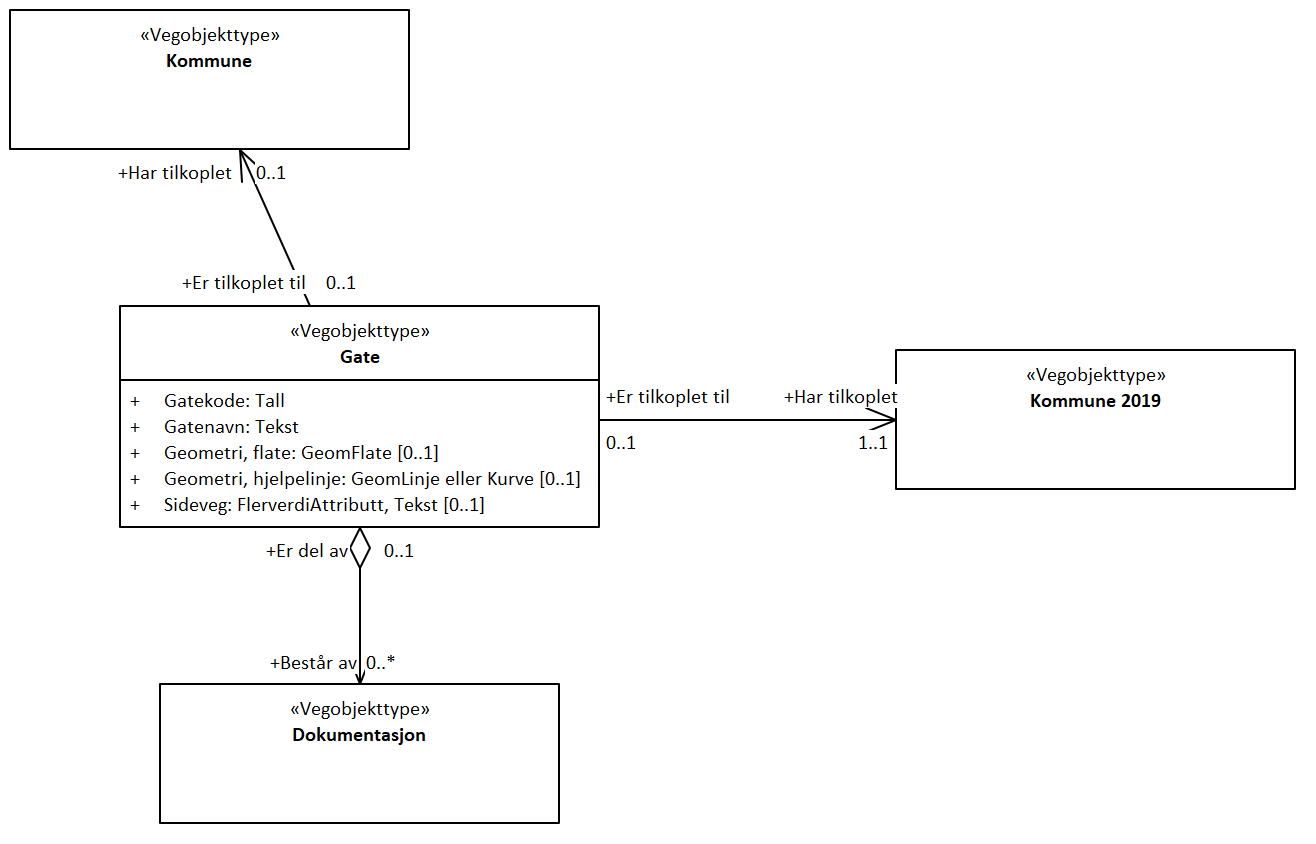 «Vegobjekttype»
Kommune
+Har tilkoplet 0..1
+Er tilkoplet til 0..1
«Vegobjekttype»
Gate
+ Gatekode: Tall
+ Gatenavn: Tekst
+ Geometri, flate: GeomFlate [0..1]
+ Geometri, hjelpelinje: GeomLinje eller Kurve [0..1]
+ Sideveg: FlerverdiAttributt, Tekst [0..1]
+Er tilkoplet til +Har tilkoplet
0..1 1..1
«Vegobjekttype»
Kommune 2019
+Er del av 0..1
+Består av 0..*
«Vegobjekttype»
Dokumentasjon